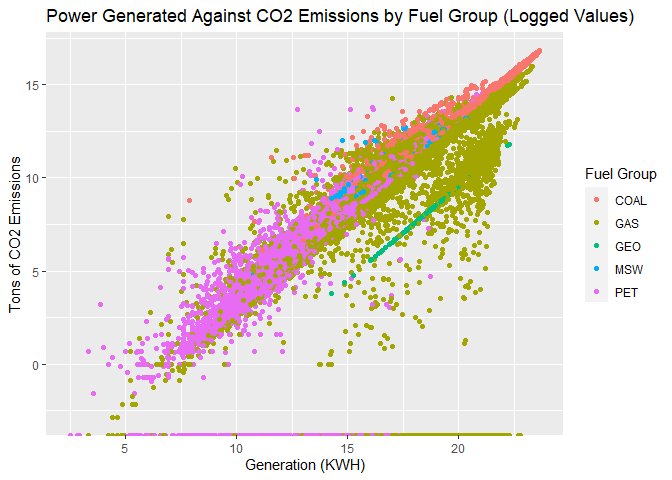 Power Generated Against CO2 Emissions by Fuel Group (Logged Values)
15
10
5
0
Tons of CO2 Emissions
5
10
15
20
Generation (KWH)
Fuel Group
COAL
GAS
GEO
MSW
PET